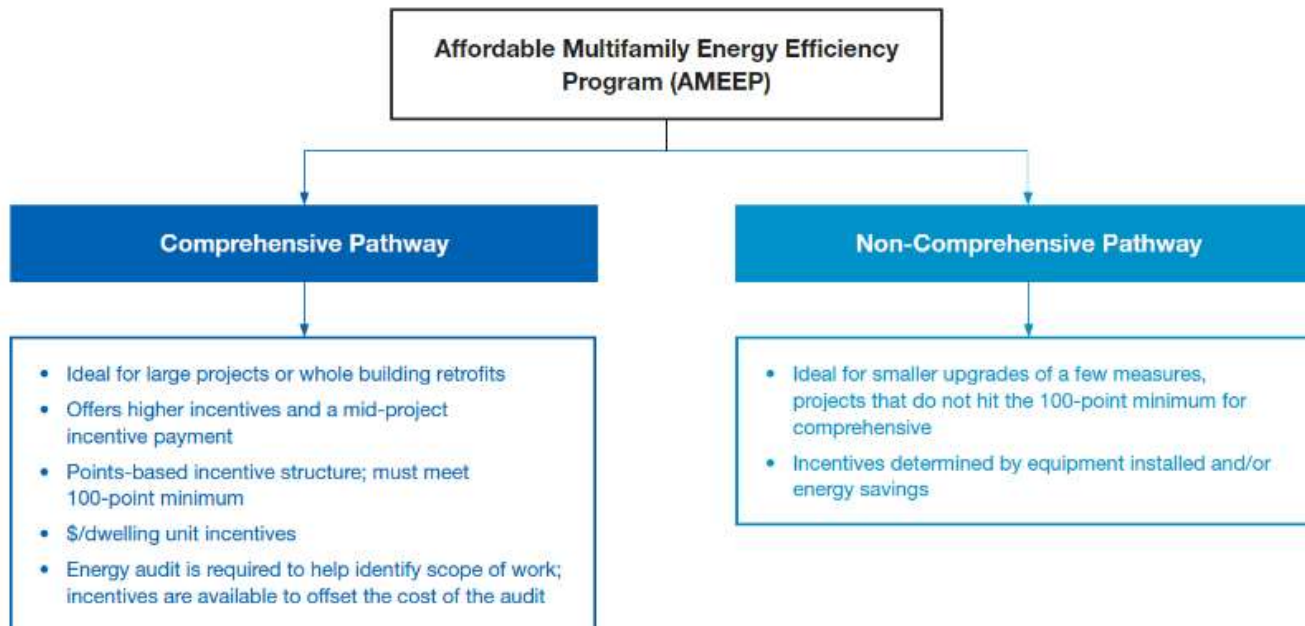 Affordable Multifamily Energy Efficiency
Program (AMEEP)
Comprehensive Pathway
Non-Comprehensive Pathway
• Ideal for large projects or whole building retrofits
• Offers higher incentives and a mid-project
incentive payment
• Points-based incentive structure; must meet
100-point minimum
• $/dwelling unit incentives
• Energy audit is required to help identify scope of work;
incentives are available to offset the cost of the audit
• Ideal for smaller upgrades of a few measures,
projects that do not hit the 100-point minimum for
comprehensive
• Incentives determined by equipment installed and/or
energy savings